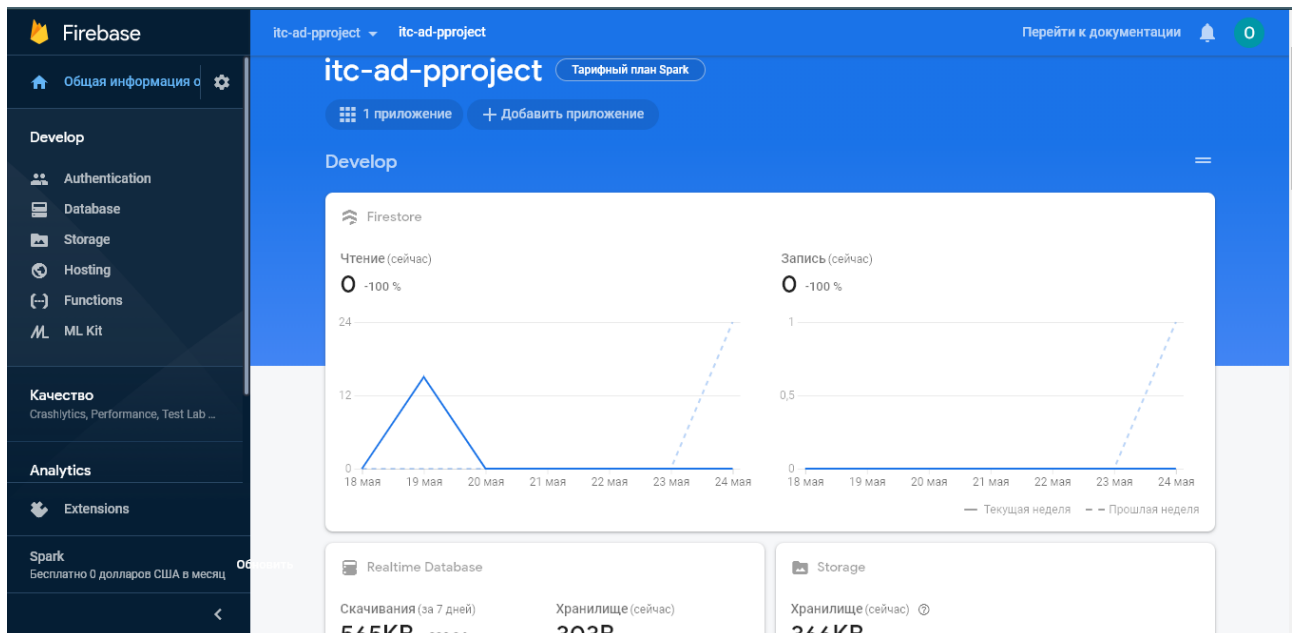 Firebase
itc-ad-pproject
itc-ad-pproject
Перейти к документации
O
Общая информация о
itc-ad-pproject
Тарифный план Spark
1 приложение
Добавить приложение
Develop
Authentication
Database
Storage
Hosting
Functions
ML Kit
Качество
Crashlytics, Performance, Test Lab ...
Analytics
Extensions
Spark
Бесплатно 0 долларов США в месяц
Обновить
Develop
Firestore
Чтение (сейчас)
0 -100 %
24
12
0
18 мая 19 мая 20 мая 21 мая 22 мая 23 мая 24 мая
Запись (сейчас)
0 -100 %
1
0,5
0
18 мая 19 мая 20 мая 21 мая 22 мая 23 мая 24 мая
Текущая неделя Прошлая неделя
Realtime Database
Скачивания (за 7 дней)
565KB
Хранилище (сейчас)
303B
Storage
Хранилище (сейчас)
366KB